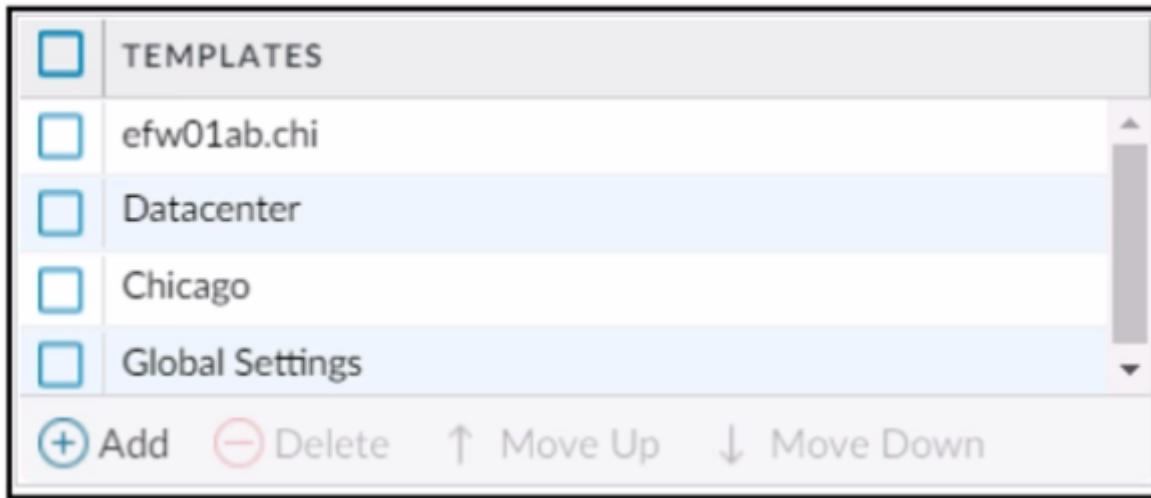 TEMPLATES
efw01ab.chi
Datacenter
Chicago
Global Settings
Add Delete ↑ Move Up ↓ Move Down